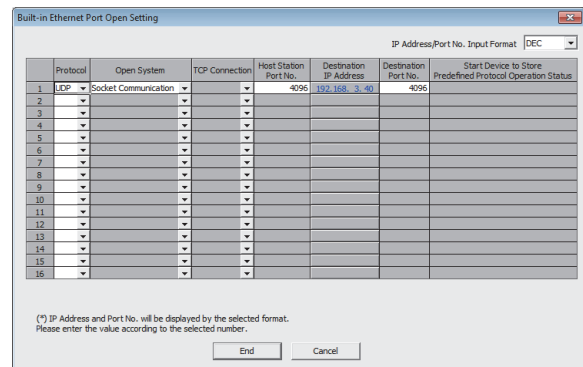 Built-in Ethernet Port Open Setting
IP Address/Port No. Input Format DEC
Protocol Open System TCP Connection Host Station Port No. Destination IP Address Destination Port No. Start Device to Store Predefined Protocol Operation Status
1 UDP Socket Communication 4096 192.168. 3. 40 4096
2
3
4
5
6
7
8
9
10
11
12
13
14
15
16
(*) IP Address and Port No. will be displayed by the selected format.
Please enter the value according to the selected number.
End Cancel